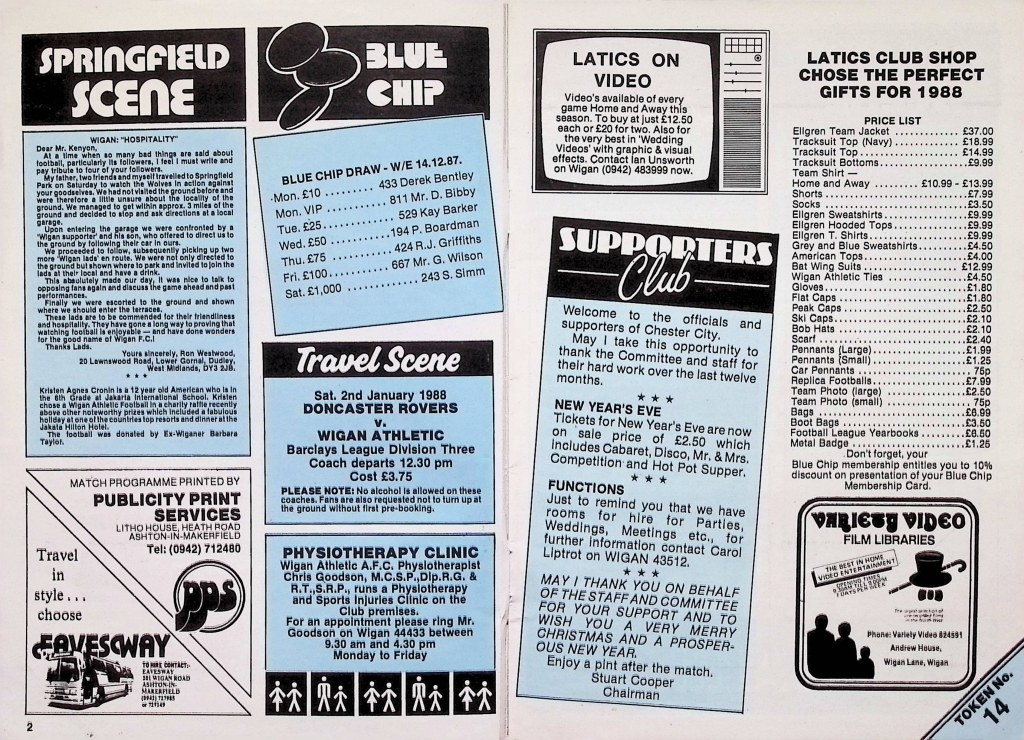 SPRINGFIELD
SCENE
WIGAN: "HOSPITALITY"
Dear Mr. Kenyon,
At a time when so many bad things are said about
football, particularly its followers, I feel I must write and
pay tribute to four of your followers.
My father, two friends and myself travelled to Springfield
Park on Saturday to watch the Wolves in action against
your goodselves. We had not visited the ground before and
were therefore a little unsure about the locality of the
ground. We managed to get within approx. 3 miles of the
ground and decided to stop and ask directions at a local
garage.
Upon entering the garage we were confronted by a
'Wigan supporter' and his son, who offered to direct us to
the ground by following their car in ours.
We proceeded to follow, subsequently picking up two
more 'Wigan lads' en route. We were not only directed to
the ground but shown where to park and invited to join the
lads at their local and have a drink.
This absolutely made our day, it was nice to talk to
opposing fans again and discuss the game ahead and past
performances.
Finally we were escorted to the ground and shown
where we should enter the terraces.
These lads are to be commended for their friendliness
and hospitality. They have gone a long way to proving that
watching football is enjoyable — and have done wonders
for the good name of Wigan F.C.!
Thanks Lads.
Yours sincerely, Ron Westwood,
20 Lawnswood Road, Lower Gornal, Dudley,
West Midlands, DY3 2JB.
* * *
Kristen Agnes Cronin is a 12 year old American who is in
the 6th Grade at Jakarta International School. Kristen
chose a Wigan Athletic Football in a charity raffle recently
above other noteworthy prizes which included a fabulous
holiday at one of the countries top resorts and dinner at the
Jakata Hilton Hotel.
The football was donated by Ex-Wiganer Barbara
Taylor.
MATCH PROGRAMME PRINTED BY
PUBLICITY PRINT
SERVICES
LITHO HOUSE, HEATH ROAD
ASHTON-IN-MAKERFIELD
Tel: (0942) 712480
pps
Travel
in
style...
choose
EAVESWAY
TO HIRE CONTACT:-
EAVESWAY
281 WIGAN ROAD
ASHTON-IN-
MAKERFIELD
(0942) 727985
or 729149
2
BLUE
CHIP
BLUE CHIP DRAW - W/E 14.12.87.
Mon. £10 ........... 433 Derek Bentley
Mon. VIP ........... 811 Mr. D. Bibby
Tue. £25 ........... 529 Kay Barker
Wed. £50 ........... 194 P. Boardman
Thu. £75 ........... 424 R.J. Griffiths
Fri. £100 ........... 667 Mr. G. Wilson
Sat. £1,000 ........... 243 S. Simm
Travel Scene
Sat. 2nd January 1988
DONCASTER ROVERS
v.
WIGAN ATHLETIC
Barclays League Division Three
Coach departs 12.30 pm
Cost £3.75
PLEASE NOTE: No alcohol is allowed on these
coaches. Fans are also requested not to turn up at
the ground without first pre-booking.
PHYSIOTHERAPY CLINIC
Wigan Athletic A.F.C. Physiotherapist
Chris Goodson, M.C.S.P.,Dip.R.G. &
R.T.,S.R.P., runs a Physiotherapy
and Sports Injuries Clinic on the
Club premises.
For an appointment please ring Mr.
Goodson on Wigan 44433 between
9.30 am and 4.30 pm
Monday to Friday
LATICS ON
VIDEO
Video's available of every
game Home and Away this
season. To buy at just £12.50
each or £20 for two. Also for
the very best in 'Wedding
Videos' with graphic & visual
effects. Contact Ian Unsworth
on Wigan (0942) 483999 now.
SUPPORTERS
Club
Welcome to the officials and
supporters of Chester City.
May I take this opportunity to
thank the Committee and staff for
their hard work over the last twelve
months.
* * *
NEW YEAR'S EVE
Tickets for New Year's Eve are now
on sale price of £2.50 which
includes Cabaret, Disco, Mr. & Mrs.
Competition and Hot Pot Supper.
* * *
FUNCTIONS
Just to remind you that we have
rooms for hire for Parties,
Weddings, Meetings etc., for
further information contact Carol
Liptrot on WIGAN 43512.
* * *
MAY I THANK YOU ON BEHALF
OF THE STAFF AND COMMITTEE
FOR YOUR SUPPORT AND TO
WISH YOU A VERY MERRY
CHRISTMAS AND A PROSPER-
OUS NEW YEAR.
Enjoy a pint after the match.
Stuart Cooper
Chairman
LATICS CLUB SHOP
CHOSE THE PERFECT
GIFTS FOR 1988
PRICE LIST
Ellgren Team Jacket ............ £37.00
Tracksuit Top (Navy) ............ £18.99
Tracksuit Top ............ £14.99
Tracksuit Bottoms ............ £9.99
Team Shirt —
Home and Away ........ £10.99 - £13.99
Shorts ............ £7.99
Socks ............ £3.50
Ellgren Sweatshirts ............ £9.99
Ellgren Hooded Tops ............ £9.99
Ellgren T. Shirts ............ £9.99
Grey and Blue Sweatshirts ............ £4.50
American Tops ............ £4.00
Bat Wing Suits ............ £12.99
Wigan Athletic Ties ............ £4.50
Gloves ............ £1.80
Flat Caps ............ £1.80
Peak Caps ............ £2.50
Ski Caps ............ £2.10
Bob Hats ............ £2.10
Scarf ............ £2.40
Pennants (Large) ............ £1.99
Pennants (Small) ............ £1.25
Car Pennants ............ 75p
Replica Footballs ............ £7.99
Team Photo (large) ............ £2.50
Team Photo (small) ............ 75p
Bags ............ £6.99
Boot Bags ............ £3.50
Football League Yearbooks ............ £6.50
Metal Badge ............ £1.25
Don't forget, your
Blue Chip membership entitles you to 10%
discount on presentation of your Blue Chip
Membership Card.
VARIETY VIDEO
FILM LIBRARIES
THE BEST IN HOME
VIDEO ENTERTAINMENT
OPENING TIMES
7 DAYS PER WEEK
The largest selection of
in the North West
Phone: Variety Video 824591
Andrew House,
Wigan Lane, Wigan
TOKEN No.
14